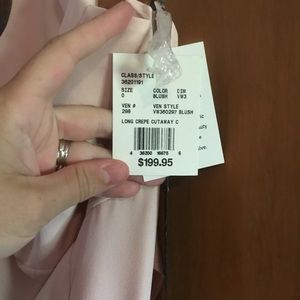 CLASS/STYLE
36201191
SIZE COLOR DIM
0 BLUSH VW3
VEN # VEN STYLE
298 VW360297 BLUSH
LONG CREPE CUTAWAY C
$199.95
love.